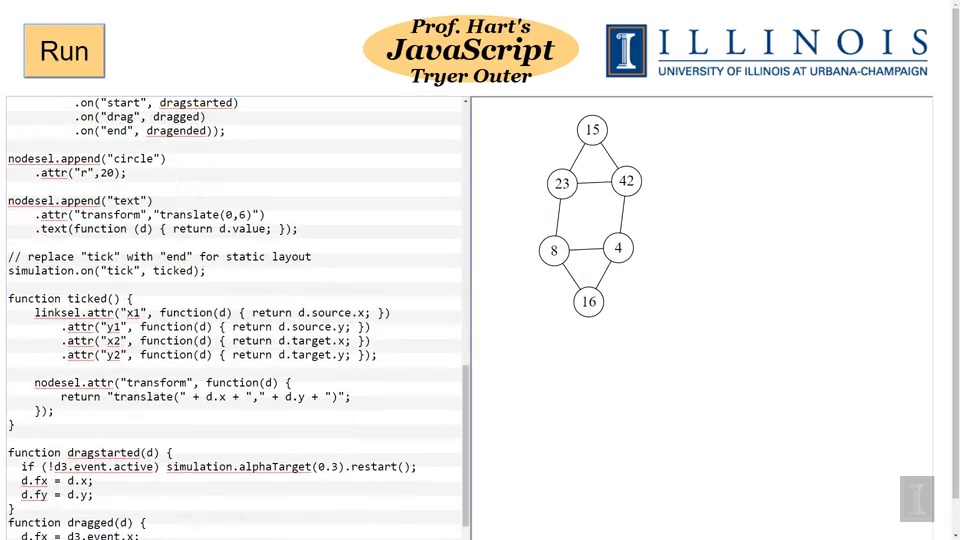 Run
Prof. Hart's
JavaScript
Tryer Outer
I ILLINOIS
UNIVERSITY OF ILLINOIS AT URBANA-CHAMPAIGN
.on("start", dragstarted)
.on("drag", dragged)
.on("end", dragended));
nodesel.append("circle")
.attr("r",20);
nodesel.append("text")
.attr("transform","translate(0,6)")
.text(function (d) { return d.value; });
// replace "tick" with "end" for static layout
simulation.on("tick", ticked);
function ticked() {
linksel.attr("x1", function(d) { return d.source.x; })
.attr("y1", function(d) { return d.source.y; })
.attr("x2", function(d) { return d.target.x; })
.attr("y2", function(d) { return d.target.y; });
nodesel.attr("transform", function(d) {
return "translate(" + d.x + "," + d.y + ")";
});
}
function dragstarted(d) {
if (!d3.event.active) simulation.alphaTarget(0.3).restart();
d.fx = d.x;
d.fy = d.y;
}
function dragged(d) {
d.fx = d3.event.x;
15
23
42
8
4
16
I